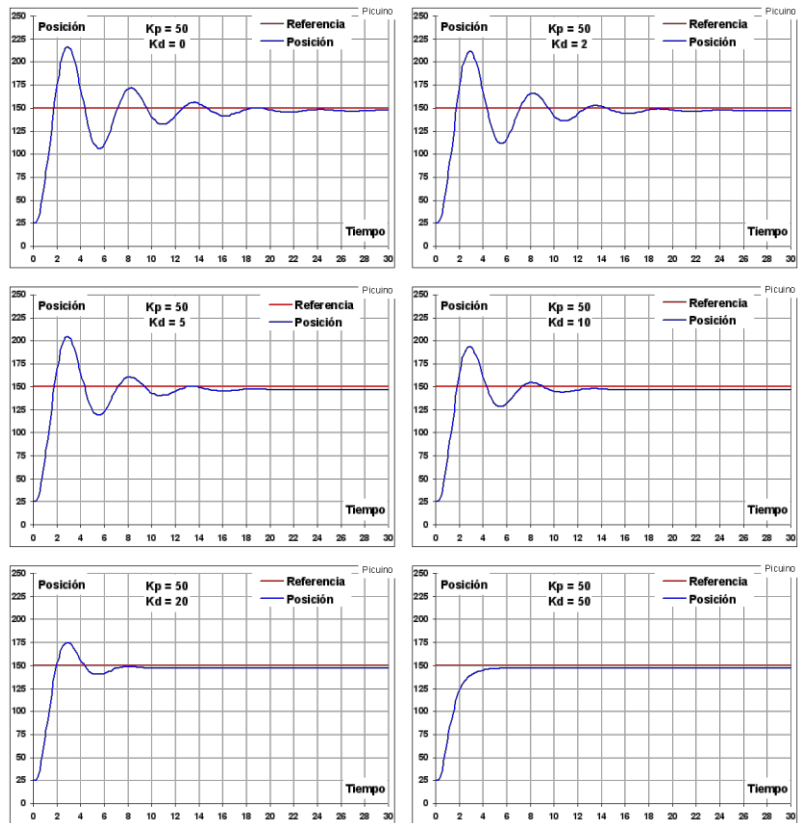 Picuino
Posición
Kp = 50
Kd = 0
Referencia
Posición
250
225
200
175
150
125
100
75
50
25
0
Tiempo
0 2 4 6 8 10 12 14 16 18 20 22 24 26 28 30
Picuino
Posición
Kp = 50
Kd = 2
Referencia
Posición
250
225
200
175
150
125
100
75
50
25
0
Tiempo
0 2 4 6 8 10 12 14 16 18 20 22 24 26 28 30
Picuino
Posición
Kp = 50
Kd = 5
Referencia
Posición
250
225
200
175
150
125
100
75
50
25
0
Tiempo
0 2 4 6 8 10 12 14 16 18 20 22 24 26 28 30
Picuino
Posición
Kp = 50
Kd = 10
Referencia
Posición
250
225
200
175
150
125
100
75
50
25
0
Tiempo
0 2 4 6 8 10 12 14 16 18 20 22 24 26 28 30
Picuino
Posición
Kp = 50
Kd = 20
Referencia
Posición
250
225
200
175
150
125
100
75
50
25
0
Tiempo
0 2 4 6 8 10 12 14 16 18 20 22 24 26 28 30
Picuino
Posición
Kp = 50
Kd = 50
Referencia
Posición
250
225
200
175
150
125
100
75
50
25
0
Tiempo
0 2 4 6 8 10 12 14 16 18 20 22 24 26 28 30